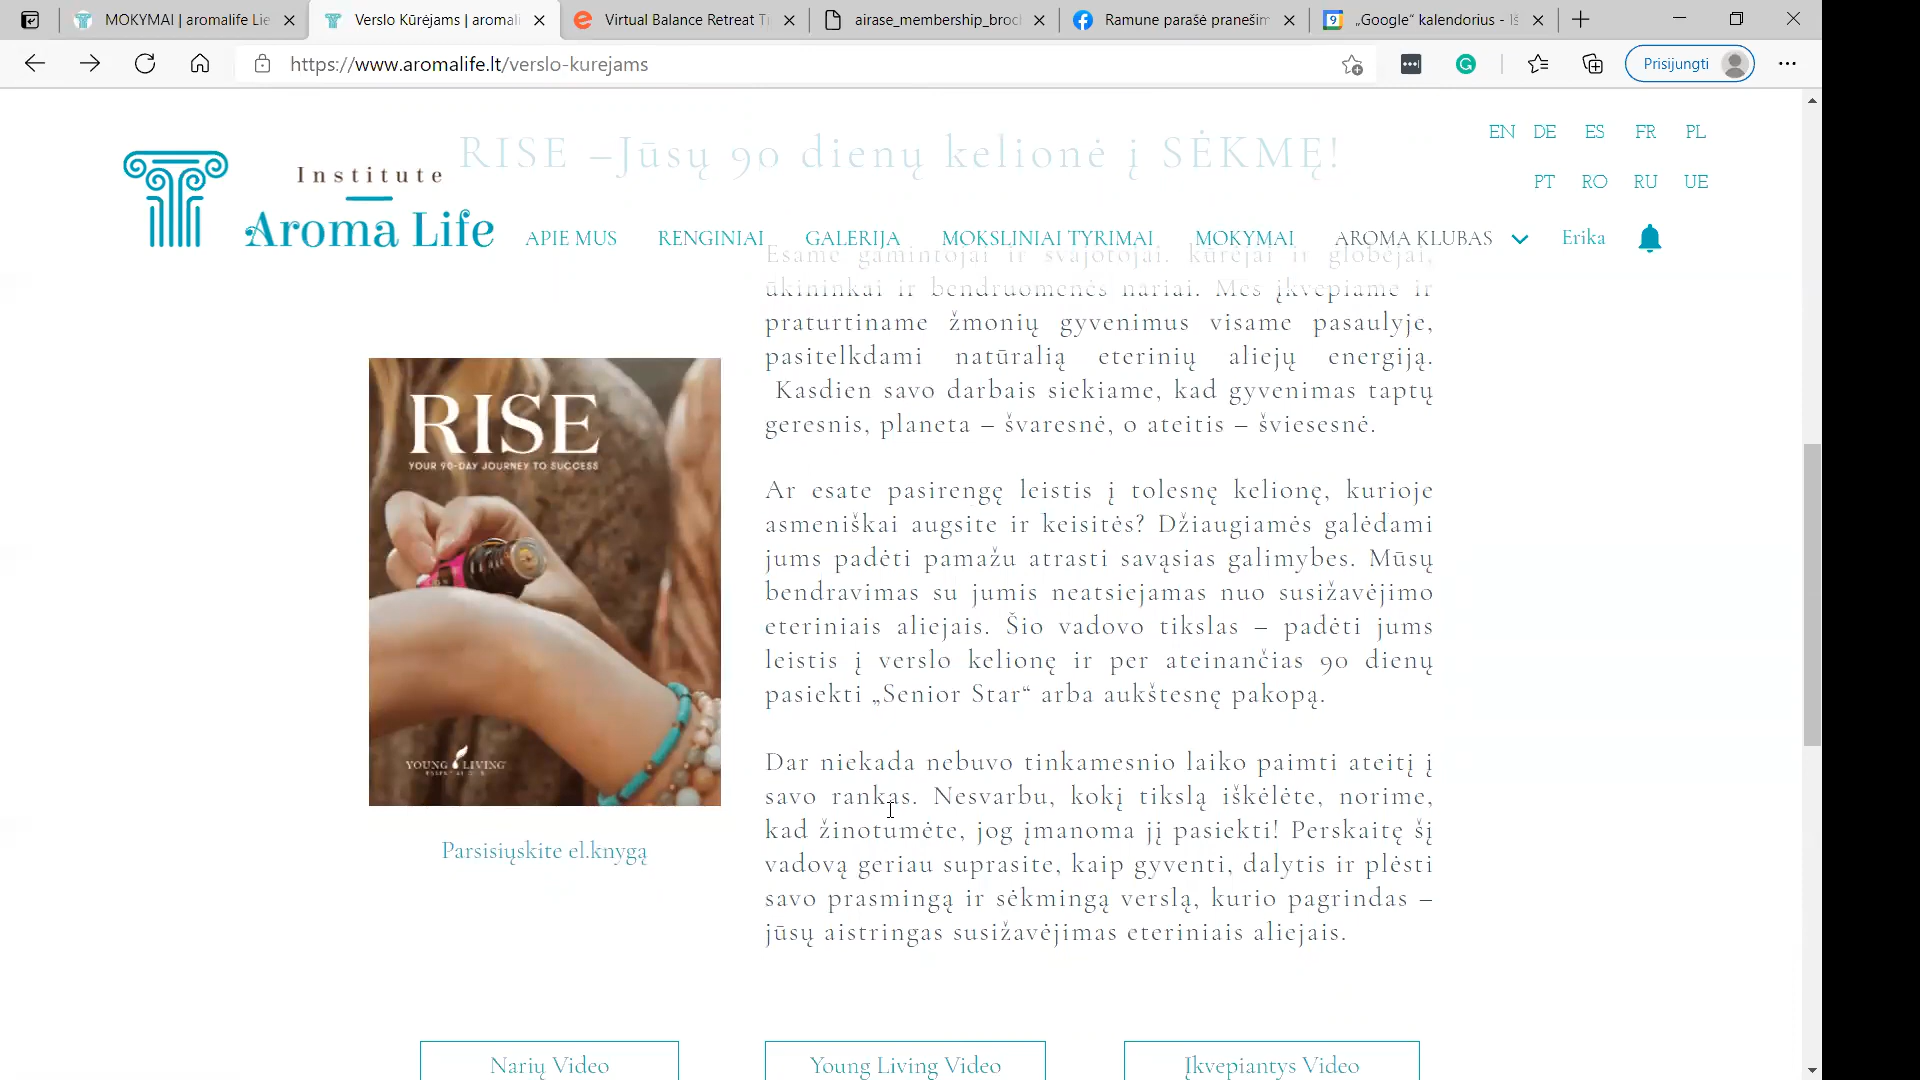 MOKYMAI | aromalife Lie
Verslo Kūrėjams | aromali
Virtual Balance Retreat T
airase_membership_broc
Ramune parašė pranešim
„Google“ kalendorius - Iš
https://www.aromalife.lt/verslo-kurejams
Prisijungti
RISE –Jūsų 90 dienų kelionė į SĖKMĘ!
EN DE ES FR PL
PT RO RU UE
Institute
Aroma Life
APIE MUS RENGINIAI GALERIJA MOKSLINIAI TYRIMAI MOKYMAI AROMA KLUBAS Erika
Esame gamintojai ir svajotojai. kūrėjai ir globėjai,
ūkininkai ir bendruomenės nariai. Mes įkvepiame ir
praturtiname žmonių gyvenimus visame pasaulyje,
pasitelkdami natūralią eterinių aliejų energiją.
Kasdien savo darbais siekiame, kad gyvenimas taptų
geresnis, planeta – švaresnė, o ateitis – šviesesnė.
RISE
YOUR 90-DAY JOURNEY TO SUCCESS
YOUNG LIVING
Ar esate pasirengę leistis į tolesnę kelionę, kurioje
asmeniškai augsite ir keisitės? Džiaugiamės galėdami
jums padėti pamažu atrasti savąsias galimybes. Mūsų
bendravimas su jumis neatsiejamas nuo susižavėjimo
eteriniais aliejais. Šio vadovo tikslas – padėti jums
leistis į verslo kelionę ir per ateinančias 90 dienų
pasiekti „Senior Star“ arba aukštesnę pakopą.
Dar niekada nebuvo tinkamesnio laiko paimti ateitį į
savo rankas. Nesvarbu, kokį tikslą iškėlėte, norime,
kad žinotumėte, jog įmanoma jį pasiekti! Perskaitę šį
vadovą geriau suprasite, kaip gyventi, dalytis ir plėsti
savo prasmingą ir sėkmingą verslą, kurio pagrindas –
jūsų aistringas susižavėjimas eteriniais aliejais.
Parsisiųskite el.knygą
Narių Video
Young Living Video
Įkvepiantys Video